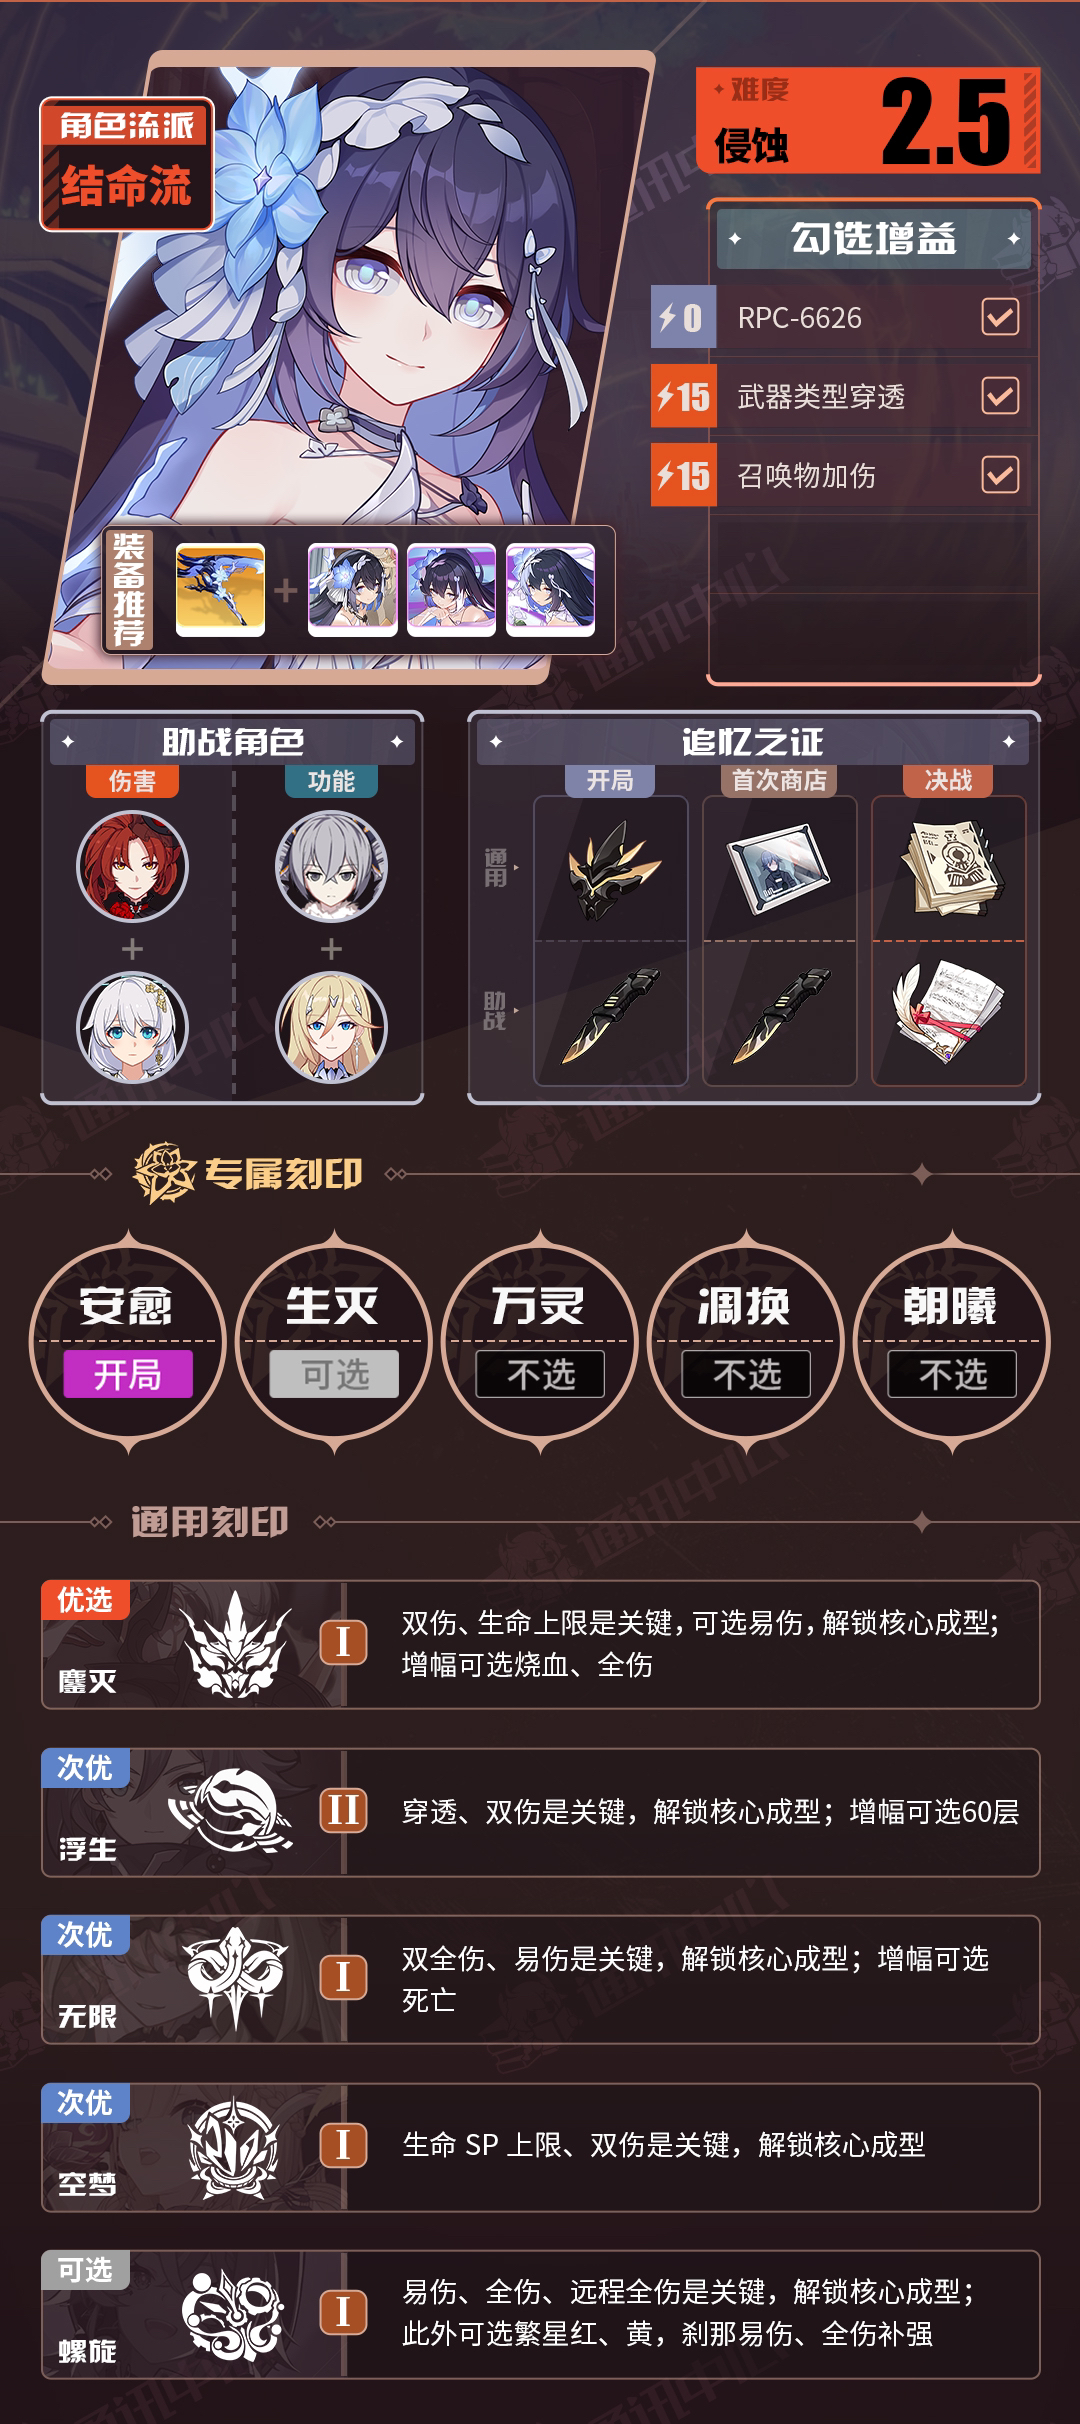 角色流派
结命流
难度
侵蚀
2.5
勾选增益
0
RPC-6626
15
武器类型穿透
15
召唤物加伤
装备推荐
助战角色
伤害
功能
追忆之证
开局
首次商店
决战
通用
助战
专属刻印
安愈
开局
生灭
可选
万灵
不选
凋换
不选
朝曦
不选
通用刻印
优选
鏖灭
I
双伤、生命上限是关键，可选易伤，解锁核心成型；
增幅可选烧血、全伤
次优
浮生
II
穿透、双伤是关键，解锁核心成型；增幅可选60层
次优
无限
I
双全伤、易伤是关键，解锁核心成型；增幅可选
死亡
次优
空梦
I
生命 SP 上限、双伤是关键，解锁核心成型
可选
螺旋
I
易伤、全伤、远程全伤是关键，解锁核心成型；
此外可选繁星红、黄，刹那易伤、全伤补强
通讯中心